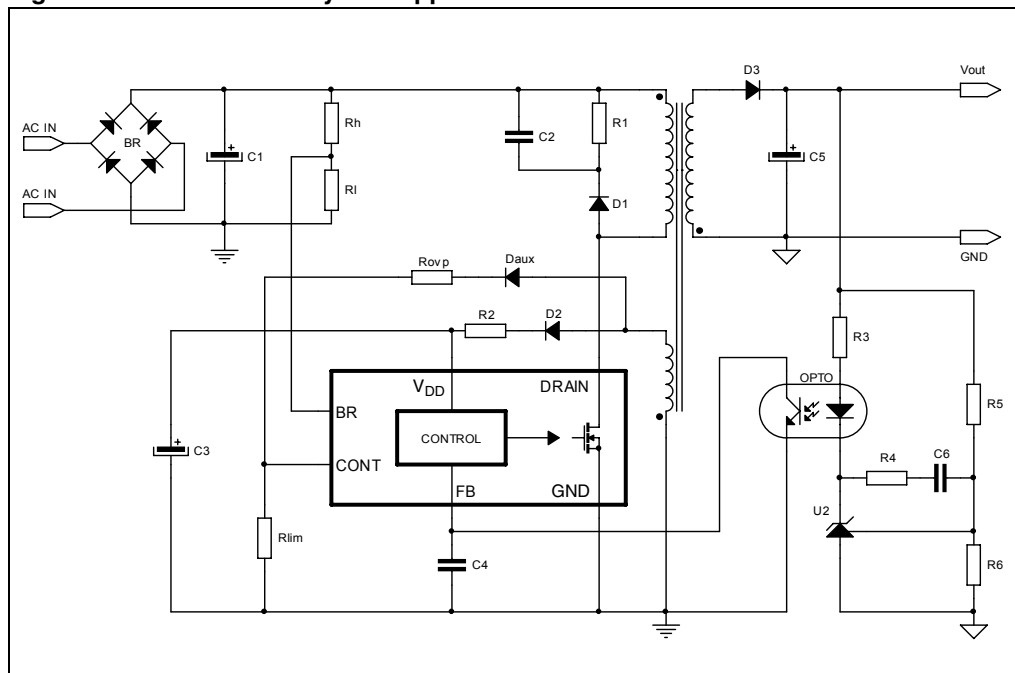 D3
Vout
AC IN
BR
C1
Rh
C2
R1
C5
Rl
D1
AC IN
GND
Rovp
Daux
R2
D2
R3
VDD
DRAIN
OPTO
BR
R5
CONTROL
C3
CONT
R4
C6
FB
GND
U2
Rlim
C4
R6